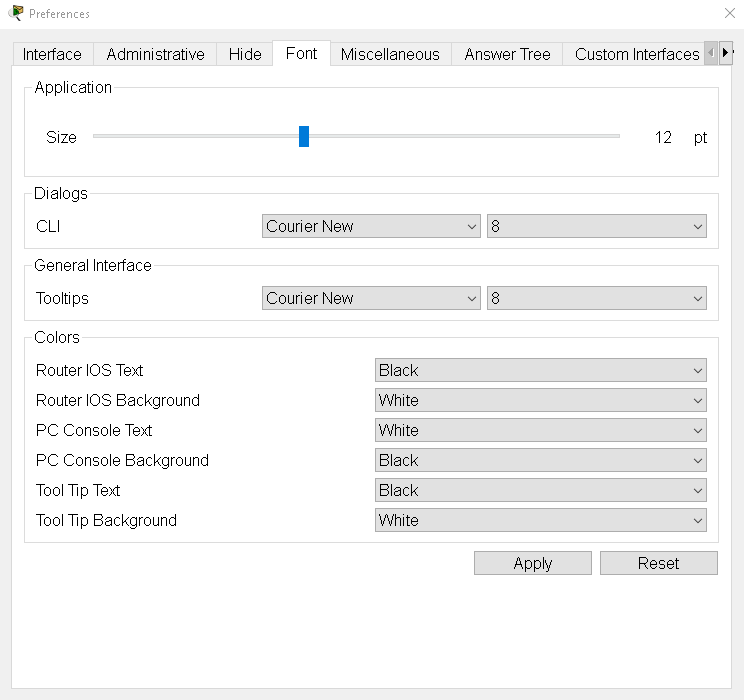 Preferences
Interface Administrative Hide Font Miscellaneous Answer Tree Custom Interfaces
Application
Size 12 pt
Dialogs
CLI Courier New 8
General Interface
Tooltips Courier New 8
Colors
Router IOS Text Black
Router IOS Background White
PC Console Text White
PC Console Background Black
Tool Tip Text Black
Tool Tip Background White
Apply Reset